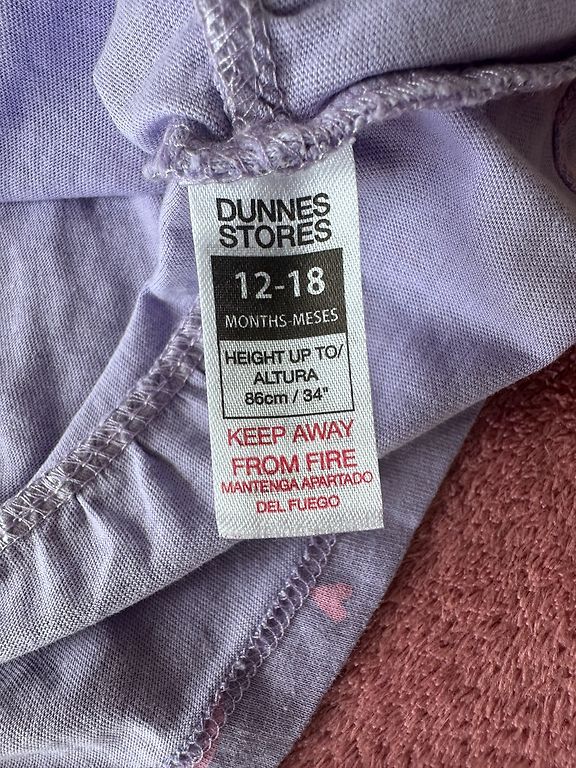 DUNNES
STORES
12-18
MONTHS-MESES
HEIGHT UP TO/
ALTURA
86cm / 34"
KEEP AWAY
FROM FIRE
MANTENGA APARTADO
DEL FUEGO